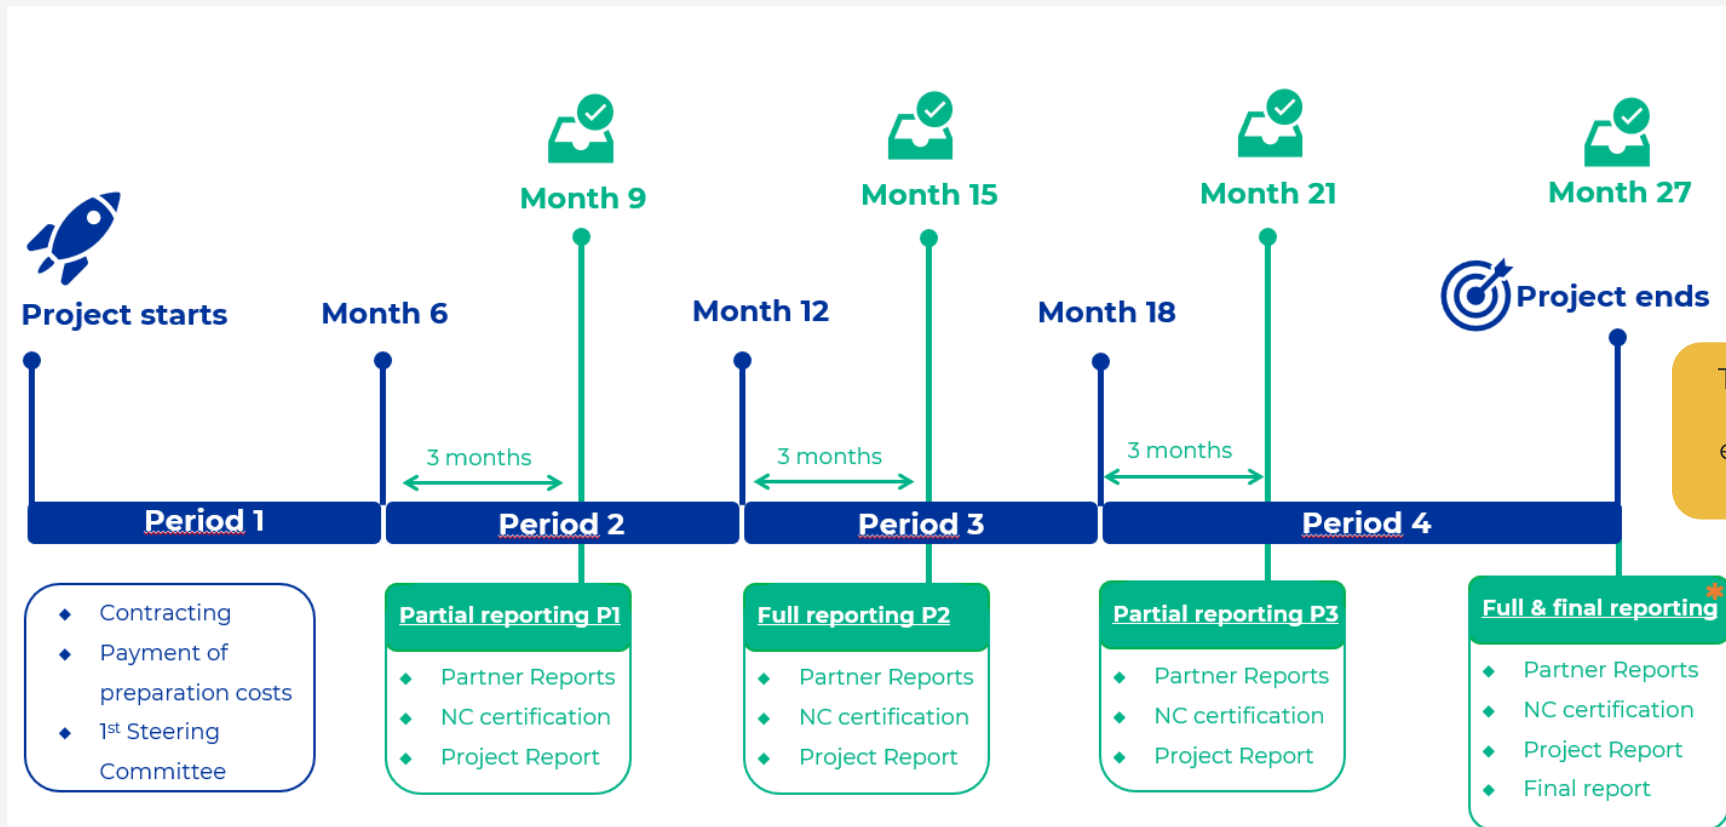 Month 9
Month 15
Month 21
Month 27
Project starts
Month 6
Month 12
Month 18
Project ends
3 months
3 months
3 months
Period 1
Period 2
Period 3
Period 4
Contracting
Payment of
preparation costs
1st Steering
Committee
Partial reporting P1
Partner Reports
NC certification
Project Report
Full reporting P2
Partner Reports
NC certification
Project Report
Partial reporting P3
Partner Reports
NC certification
Project Report
Full & final reporting*
Partner Reports
NC certification
Project Report
Final report